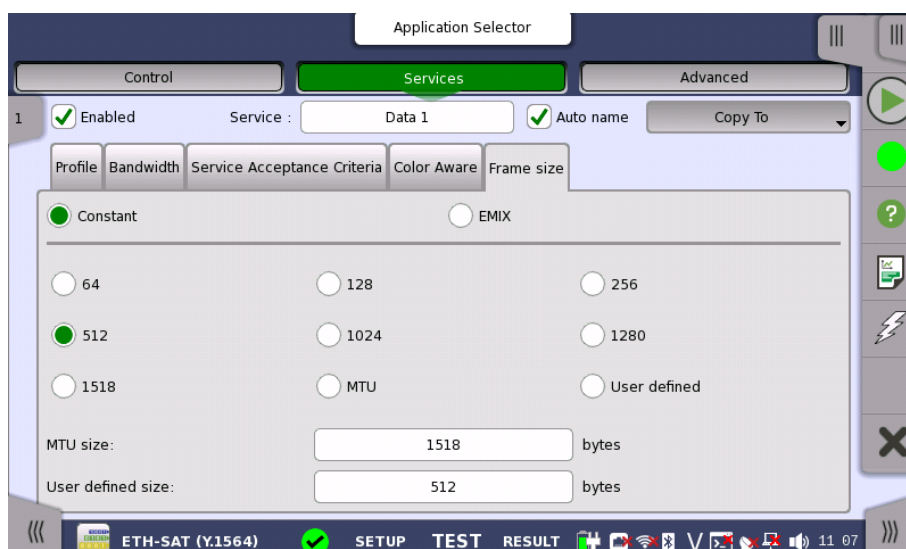 Application Selector
Control Services Advanced
1 Enabled Service : Data 1 Auto name Copy To
Profile Bandwidth Service Acceptance Criteria Color Aware Frame size
Constant EMIX
64 128 256
512 1024 1280
1518 MTU User defined
MTU size: 1518 bytes
User defined size: 512 bytes
ETH-SAT (Y.1564) SETUP TEST RESULT V 11 07